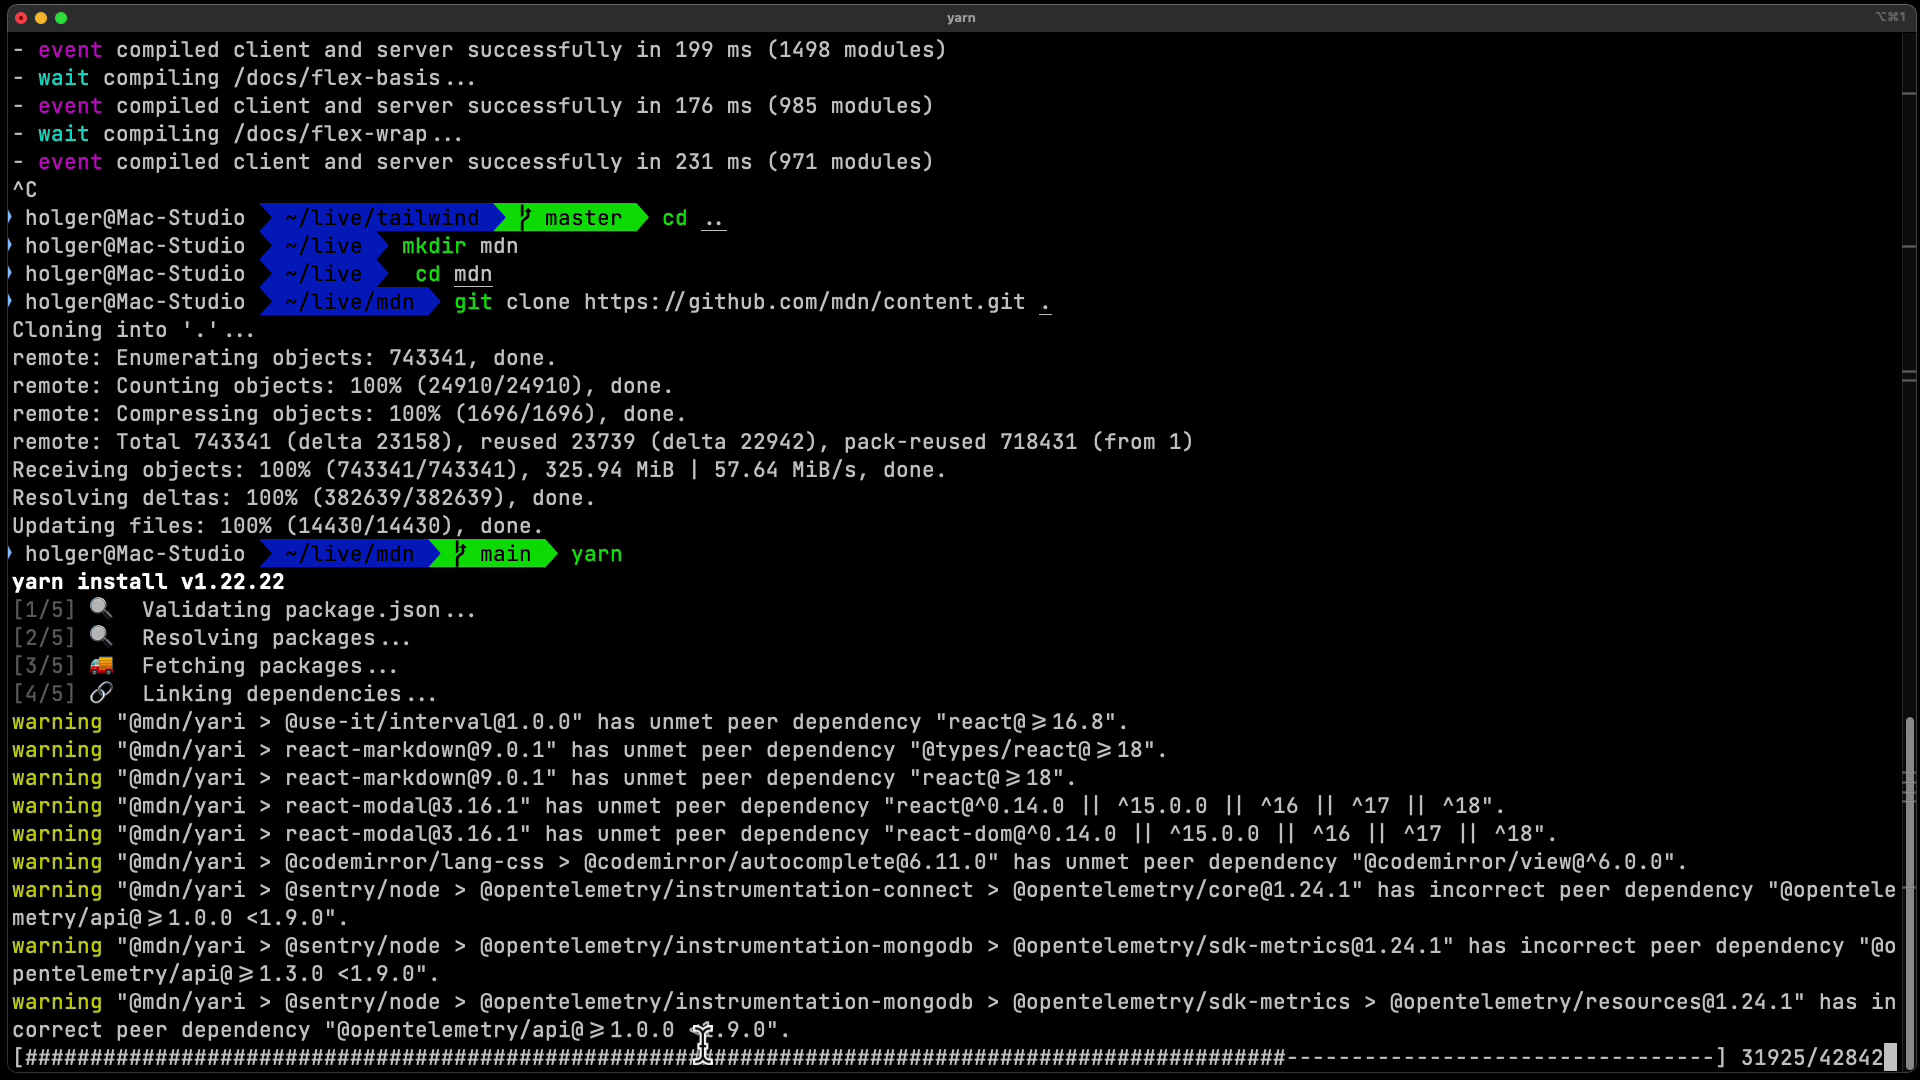 yarn
⌥⌘1
- event compiled client and server successfully in 199 ms (1498 modules)
- wait compiling /docs/flex-basis...
- event compiled client and server successfully in 176 ms (985 modules)
- wait compiling /docs/flex-wrap...
- event compiled client and server successfully in 231 ms (971 modules)
^C
holger@Mac-Studio ~/live/tailwind master cd ..
holger@Mac-Studio ~/live mkdir mdn
holger@Mac-Studio ~/live cd mdn
holger@Mac-Studio ~/live/mdn git clone https://github.com/mdn/content.git .
Cloning into '.'...
remote: Enumerating objects: 743341, done.
remote: Counting objects: 100% (24910/24910), done.
remote: Compressing objects: 100% (1696/1696), done.
remote: Total 743341 (delta 23158), reused 23739 (delta 22942), pack-reused 718431 (from 1)
Receiving objects: 100% (743341/743341), 325.94 MiB | 57.64 MiB/s, done.
Resolving deltas: 100% (382639/382639), done.
Updating files: 100% (14430/14430), done.
holger@Mac-Studio ~/live/mdn main yarn
yarn install v1.22.22
[1/5] 🔍 Validating package.json...
[2/5] 🔍 Resolving packages...
[3/5] 🚚 Fetching packages...
[4/5] 🔗 Linking dependencies...
warning "@mdn/yari > @use-it/interval@1.0.0" has unmet peer dependency "react@>=16.8".
warning "@mdn/yari > react-markdown@9.0.1" has unmet peer dependency "@types/react@>=18".
warning "@mdn/yari > react-markdown@9.0.1" has unmet peer dependency "react@>=18".
warning "@mdn/yari > react-modal@3.16.1" has unmet peer dependency "react@^0.14.0 || ^15.0.0 || ^16 || ^17 || ^18".
warning "@mdn/yari > react-modal@3.16.1" has unmet peer dependency "react-dom@^0.14.0 || ^15.0.0 || ^16 || ^17 || ^18".
warning "@mdn/yari > @codemirror/lang-css > @codemirror/autocomplete@6.11.0" has unmet peer dependency "@codemirror/view@^6.0.0".
warning "@mdn/yari > @sentry/node > @opentelemetry/instrumentation-connect > @opentelemetry/core@1.24.1" has incorrect peer dependency "@opentele
metry/api@>=1.0.0 <1.9.0".
warning "@mdn/yari > @sentry/node > @opentelemetry/instrumentation-mongodb > @opentelemetry/sdk-metrics@1.24.1" has incorrect peer dependency "@o
pentelemetry/api@>=1.3.0 <1.9.0".
warning "@mdn/yari > @sentry/node > @opentelemetry/instrumentation-mongodb > @opentelemetry/sdk-metrics > @opentelemetry/resources@1.24.1" has in
correct peer dependency "@opentelemetry/api@>=1.0.0 <1.9.0".
[#################################################################################################---------------------------------] 31925/42842